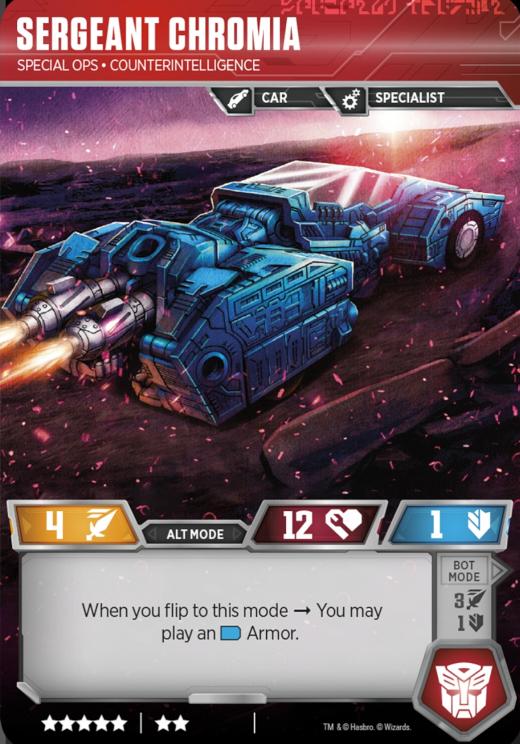 SERGEANT CHROMIA
SPECIAL OPS • COUNTERINTELLIGENCE
CAR
SPECIALIST
4
ALT MODE
12
1
When you flip to this mode → You may
play an Armor.
BOT
MODE
3
1
TM & © Hasbro. © Wizards.